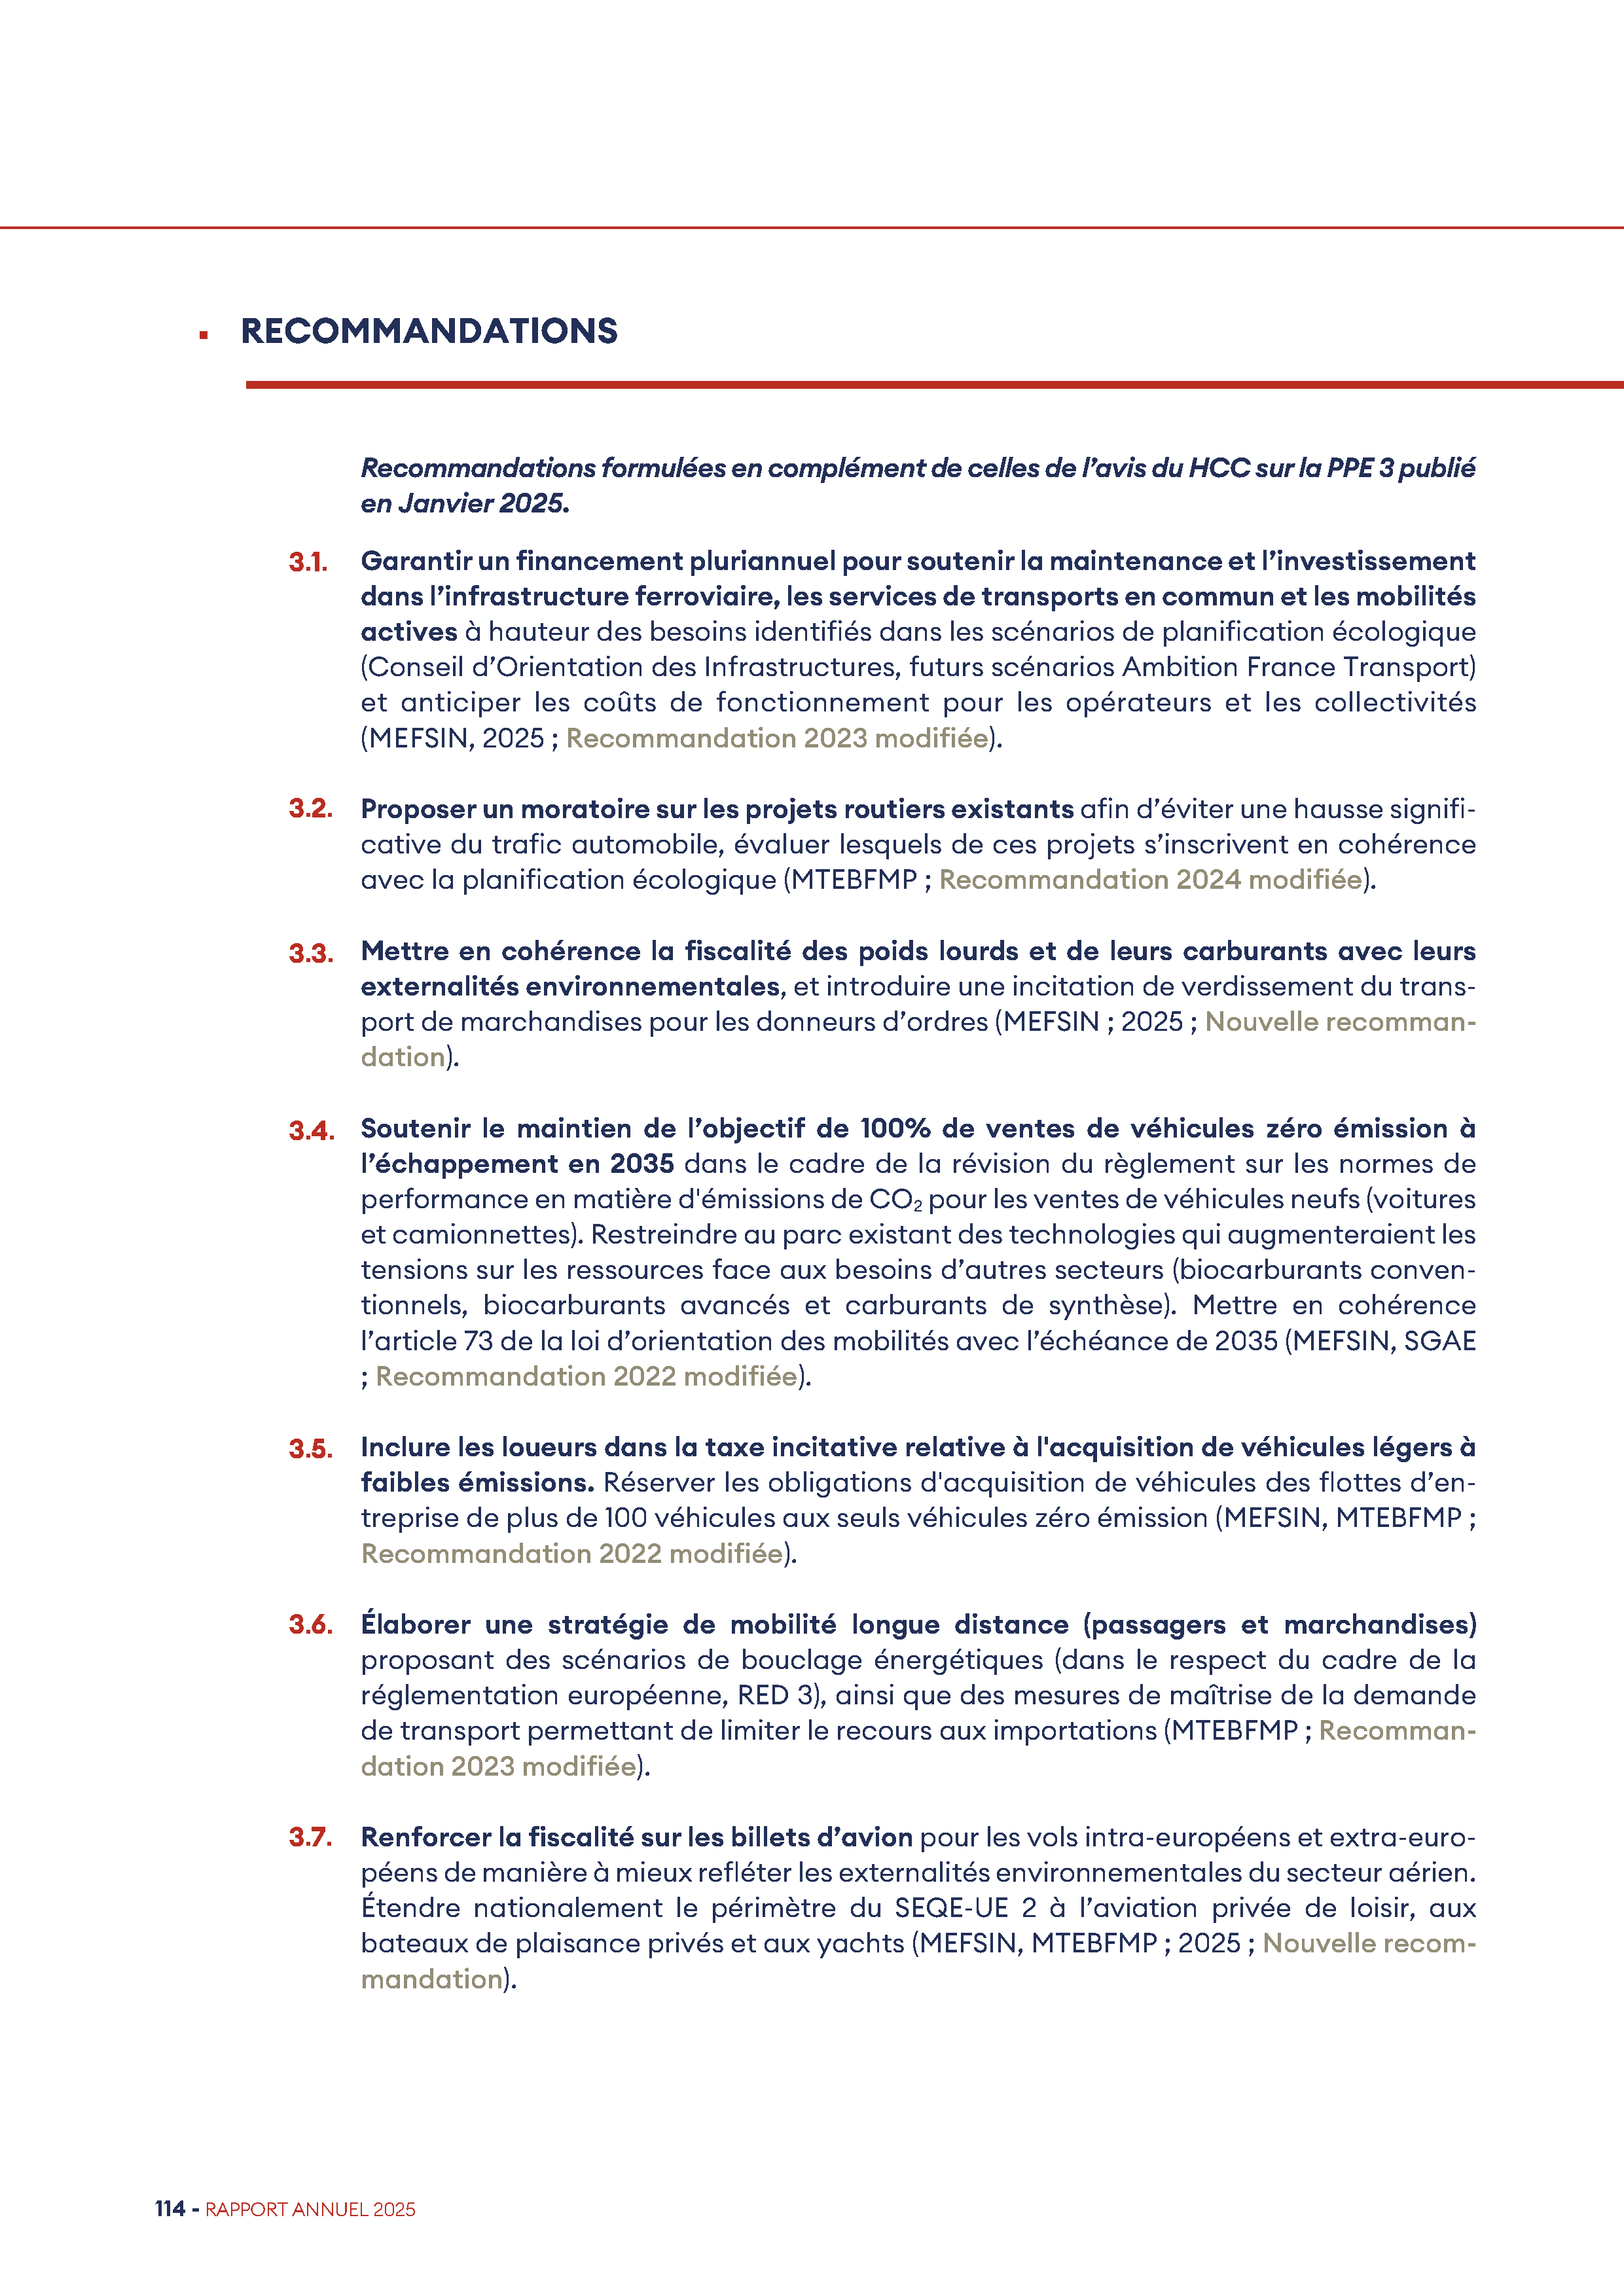 ▪ RECOMMANDATIONS
Recommandations formulées en complément de celles de l’avis du HCC sur la PPE 3 publié
en Janvier 2025.
3.1. Garantir un financement pluriannuel pour soutenir la maintenance et l’investissement
dans l’infrastructure ferroviaire, les services de transports en commun et les mobilités
actives à hauteur des besoins identifiés dans les scénarios de planification écologique
(Conseil d’Orientation des Infrastructures, futurs scénarios Ambition France Transport)
et anticiper les coûts de fonctionnement pour les opérateurs et les collectivités
(MEFSIN, 2025 ; Recommandation 2023 modifiée).
3.2. Proposer un moratoire sur les projets routiers existants afin d’éviter une hausse signifi-
cative du trafic automobile, évaluer lesquels de ces projets s’inscrivent en cohérence
avec la planification écologique (MTEBFMP ; Recommandation 2024 modifiée).
3.3. Mettre en cohérence la fiscalité des poids lourds et de leurs carburants avec leurs
externalités environnementales, et introduire une incitation de verdissement du trans-
port de marchandises pour les donneurs d’ordres (MEFSIN ; 2025 ; Nouvelle recomman-
dation).
3.4. Soutenir le maintien de l’objectif de 100% de ventes de véhicules zéro émission à
l’échappement en 2035 dans le cadre de la révision du règlement sur les normes de
performance en matière d'émissions de CO₂ pour les ventes de véhicules neufs (voitures
et camionnettes). Restreindre au parc existant des technologies qui augmenteraient les
tensions sur les ressources face aux besoins d’autres secteurs (biocarburants conven-
tionnels, biocarburants avancés et carburants de synthèse). Mettre en cohérence
l’article 73 de la loi d’orientation des mobilités avec l’échéance de 2035 (MEFSIN, SGAE
; Recommandation 2022 modifiée).
3.5. Inclure les loueurs dans la taxe incitative relative à l'acquisition de véhicules légers à
faibles émissions. Réserver les obligations d'acquisition de véhicules des flottes d’en-
treprise de plus de 100 véhicules aux seuls véhicules zéro émission (MEFSIN, MTEBFMP ;
Recommandation 2022 modifiée).
3.6. Élaborer une stratégie de mobilité longue distance (passagers et marchandises)
proposant des scénarios de bouclage énergétiques (dans le respect du cadre de la
réglementation européenne, RED 3), ainsi que des mesures de maîtrise de la demande
de transport permettant de limiter le recours aux importations (MTEBFMP ; Recomman-
dation 2023 modifiée).
3.7. Renforcer la fiscalité sur les billets d’avion pour les vols intra-européens et extra-euro-
péens de manière à mieux refléter les externalités environnementales du secteur aérien.
Étendre nationalement le périmètre du SEQE-UE 2 à l’aviation privée de loisir, aux
bateaux de plaisance privés et aux yachts (MEFSIN, MTEBFMP ; 2025 ; Nouvelle recom-
mandation).
114 - RAPPORT ANNUEL 2025